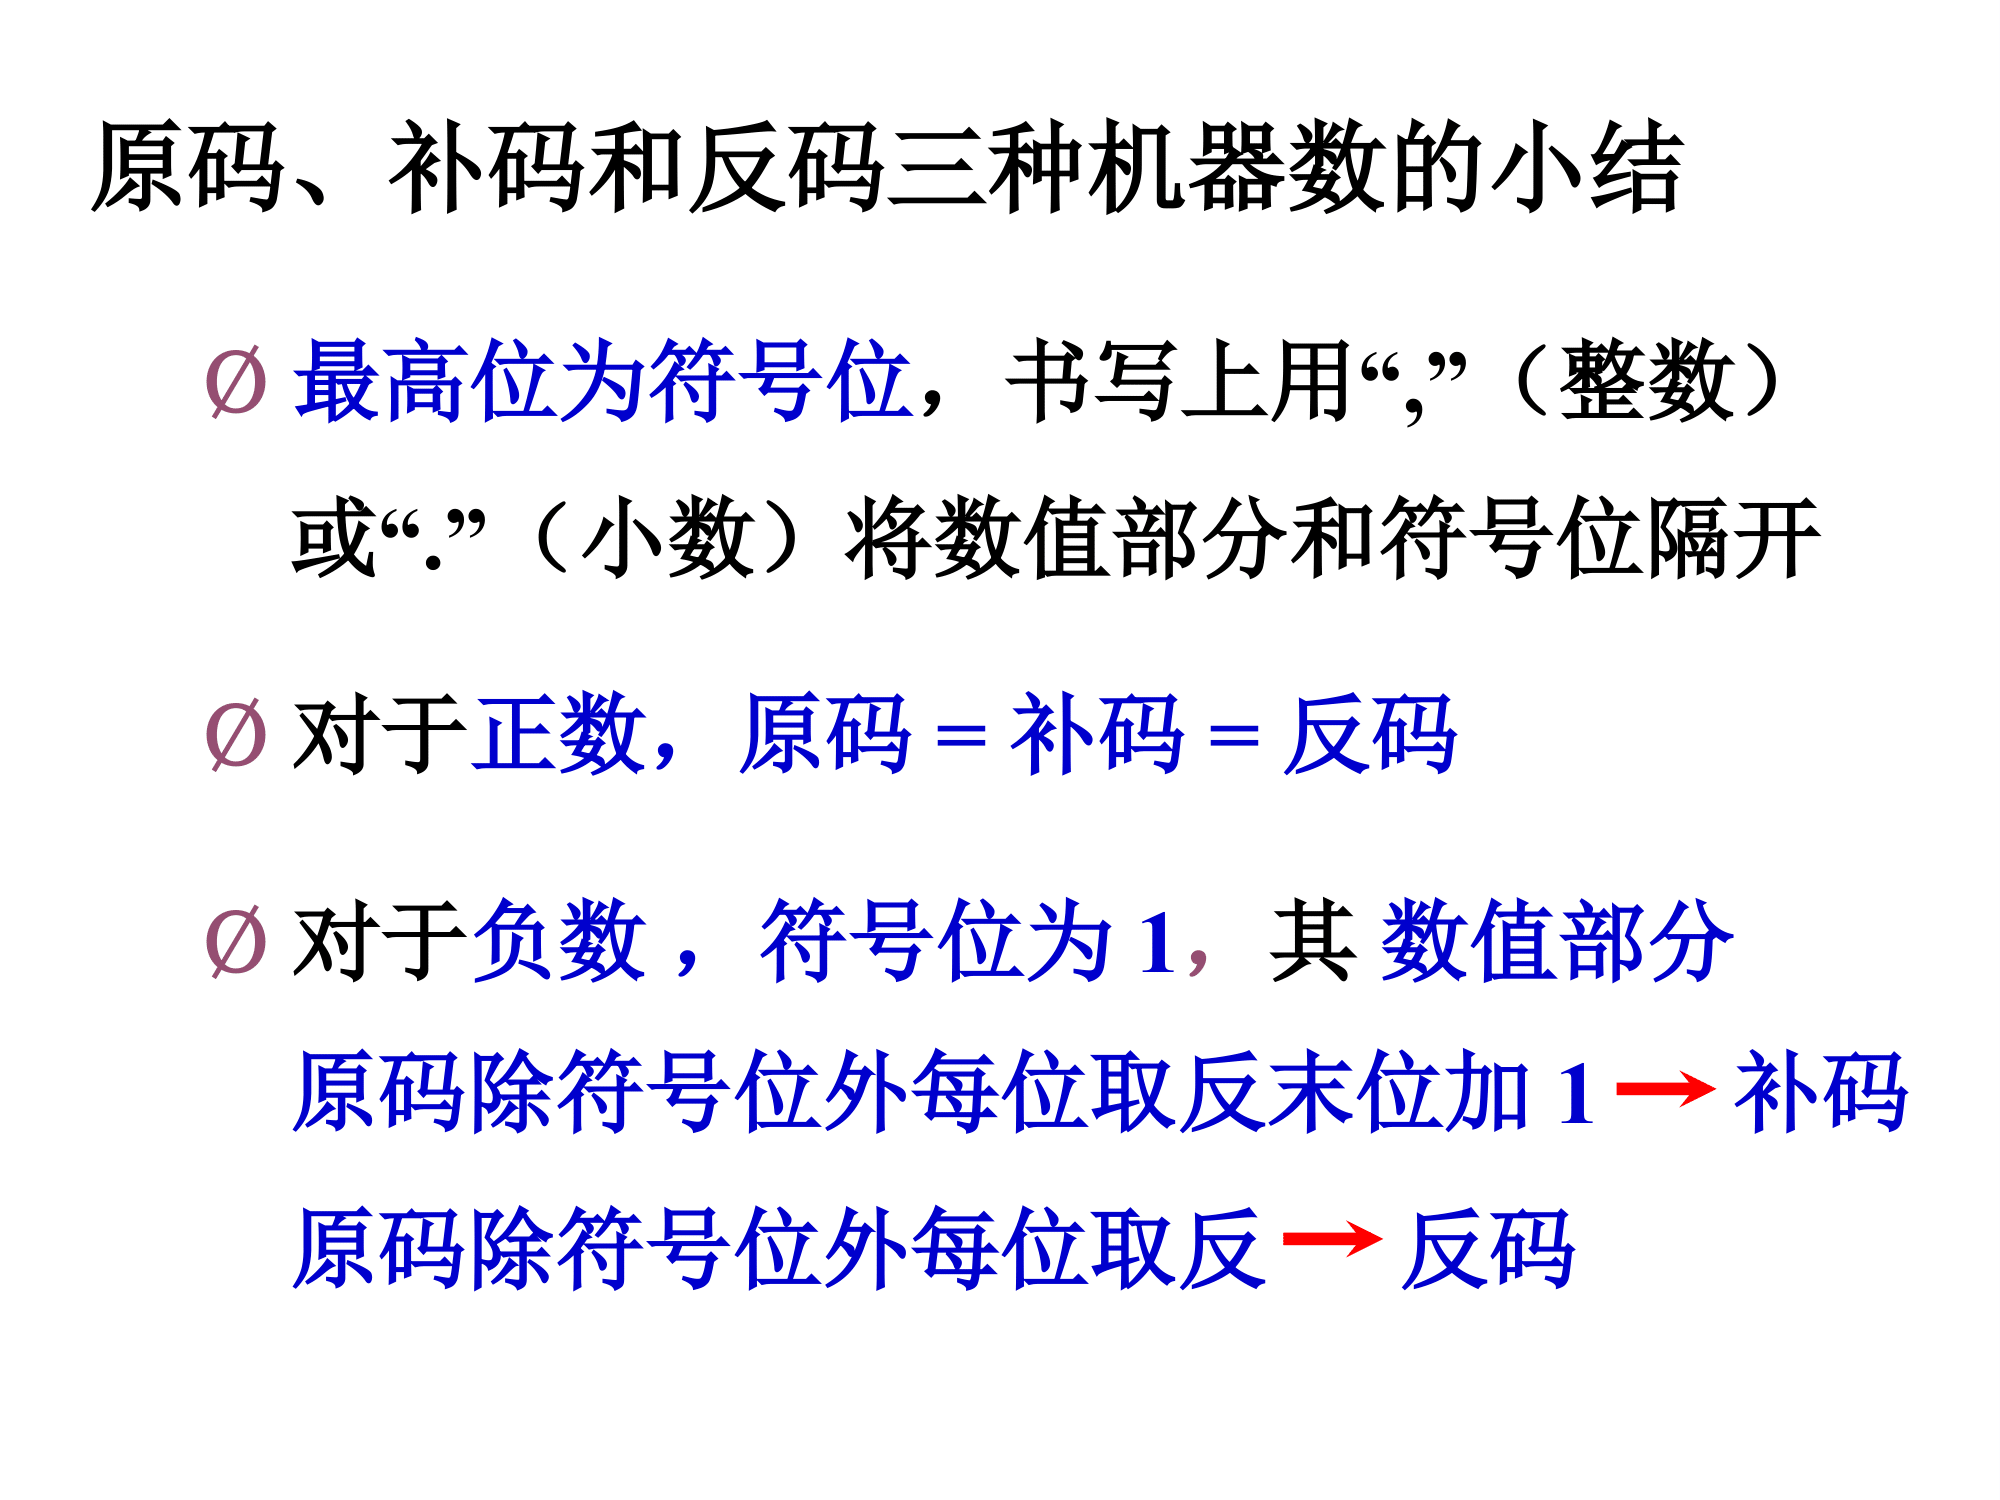 原码、补码和反码三种机器数的小结
Ø 最高位为符号位，书写上用“,”（整数）
或“.”（小数）将数值部分和符号位隔开
Ø 对于正数，原码 = 补码 = 反码
Ø 对于负数 ，符号位为 1，其 数值部分
原码除符号位外每位取反末位加 1 → 补码
原码除符号位外每位取反 → 反码